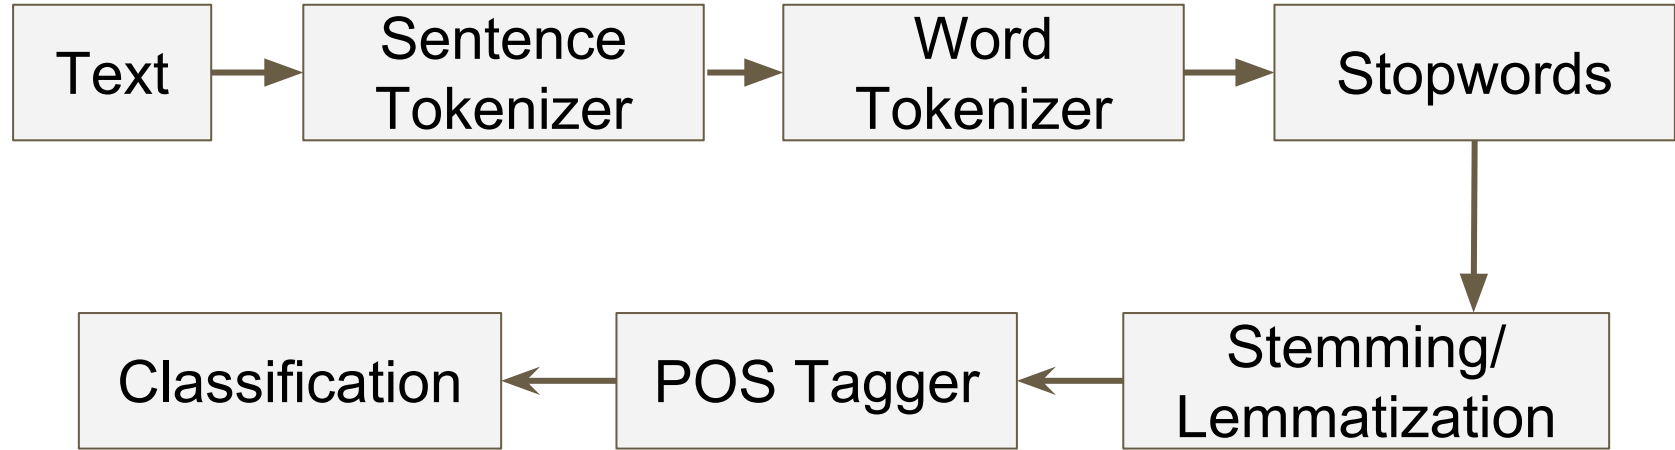 Text
Sentence
Tokenizer
Word
Tokenizer
Stopwords
Stemming/
Lemmatization
POS Tagger
Classification